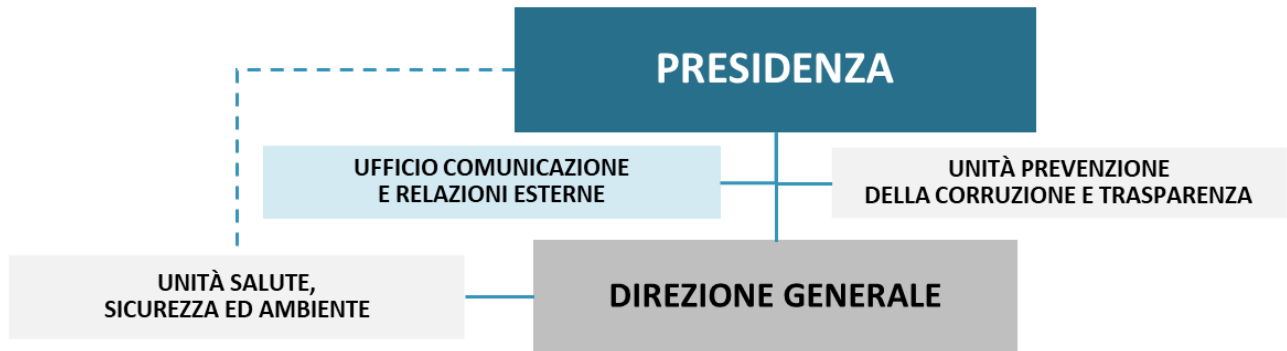 PRESIDENZA
UFFICIO COMUNICAZIONE
E RELAZIONI ESTERNE
UNITÀ PREVENZIONE
DELLA CORRUZIONE E TRASPARENZA
UNITÀ SALUTE,
SICUREZZA ED AMBIENTE
DIREZIONE GENERALE